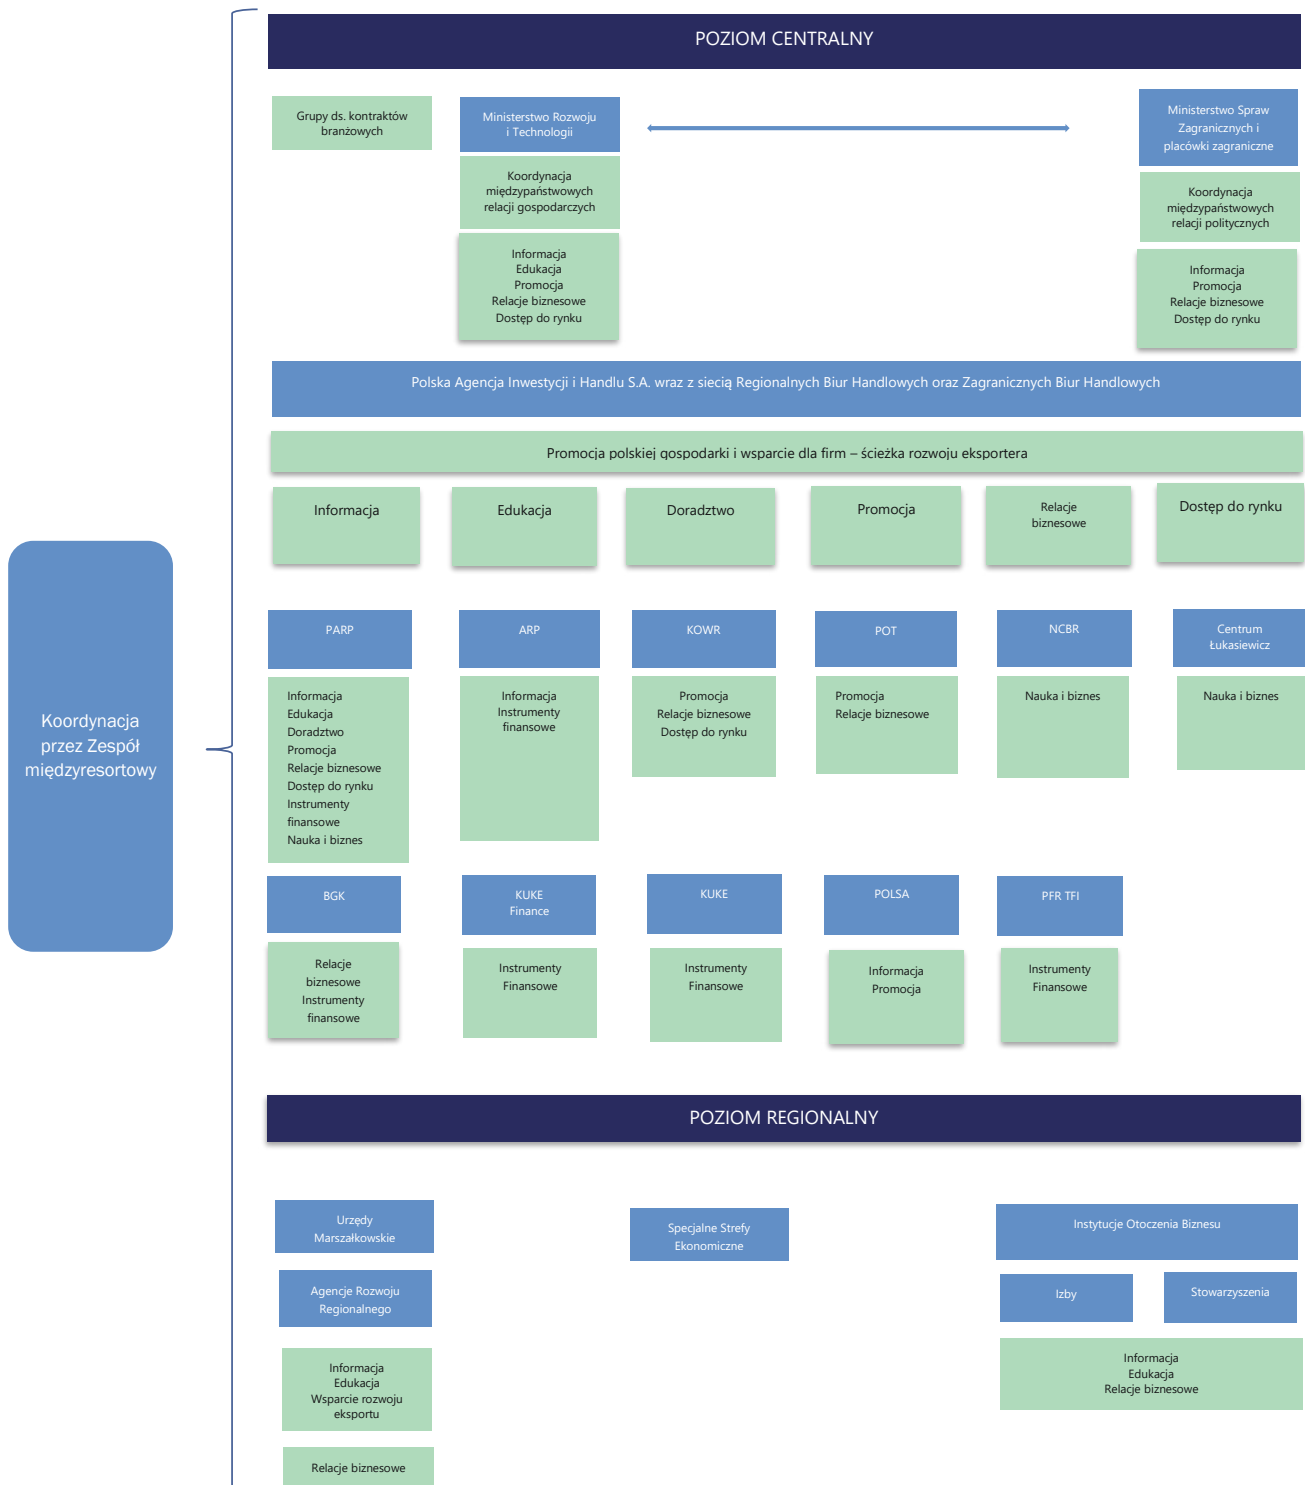 POZIOM CENTRALNY
Grupy ds. kontraktów
branżowych
Ministerstwo Rozwoju
i Technologii
Ministerstwo Spraw
Zagranicznych i
placówki zagraniczne
Koordynacja
międzypaństwowych
relacji gospodarczych
Koordynacja
międzypaństwowych
relacji politycznych
Informacja
Edukacja
Promocja
Relacje biznesowe
Dostęp do rynku
Informacja
Promocja
Relacje biznesowe
Dostęp do rynku
Polska Agencja Inwestycji i Handlu S.A. wraz z siecią Regionalnych Biur Handlowych oraz Zagranicznych Biur Handlowych
Promocja polskiej gospodarki i wsparcie dla firm – ścieżka rozwoju eksportera
Informacja
Edukacja
Doradztwo
Promocja
Relacje
biznesowe
Dostęp do rynku
Koordynacja
przez Zespół
międzyresortowy
PARP
ARP
KOWR
POT
NCBR
Centrum
Łukasiewicz
Informacja
Edukacja
Doradztwo
Promocja
Relacje biznesowe
Dostęp do rynku
Instrumenty
finansowe
Nauka i biznes
Informacja
Instrumenty
finansowe
Promocja
Relacje biznesowe
Dostęp do rynku
Promocja
Relacje biznesowe
Nauka i biznes
Nauka i biznes
BGK
KUKE
Finance
KUKE
POLSA
PFR TFI
Relacje
biznesowe
Instrumenty
finansowe
Instrumenty
Finansowe
Instrumenty
Finansowe
Informacja
Promocja
Instrumenty
Finansowe
POZIOM REGIONALNY
Urzędy
Marszałkowskie
Specjalne Strefy
Ekonomiczne
Instytucje Otoczenia Biznesu
Agencje Rozwoju
Regionalnego
Izby
Stowarzyszenia
Informacja
Edukacja
Wsparcie rozwoju
eksportu
Informacja
Edukacja
Relacje biznesowe
Relacje biznesowe